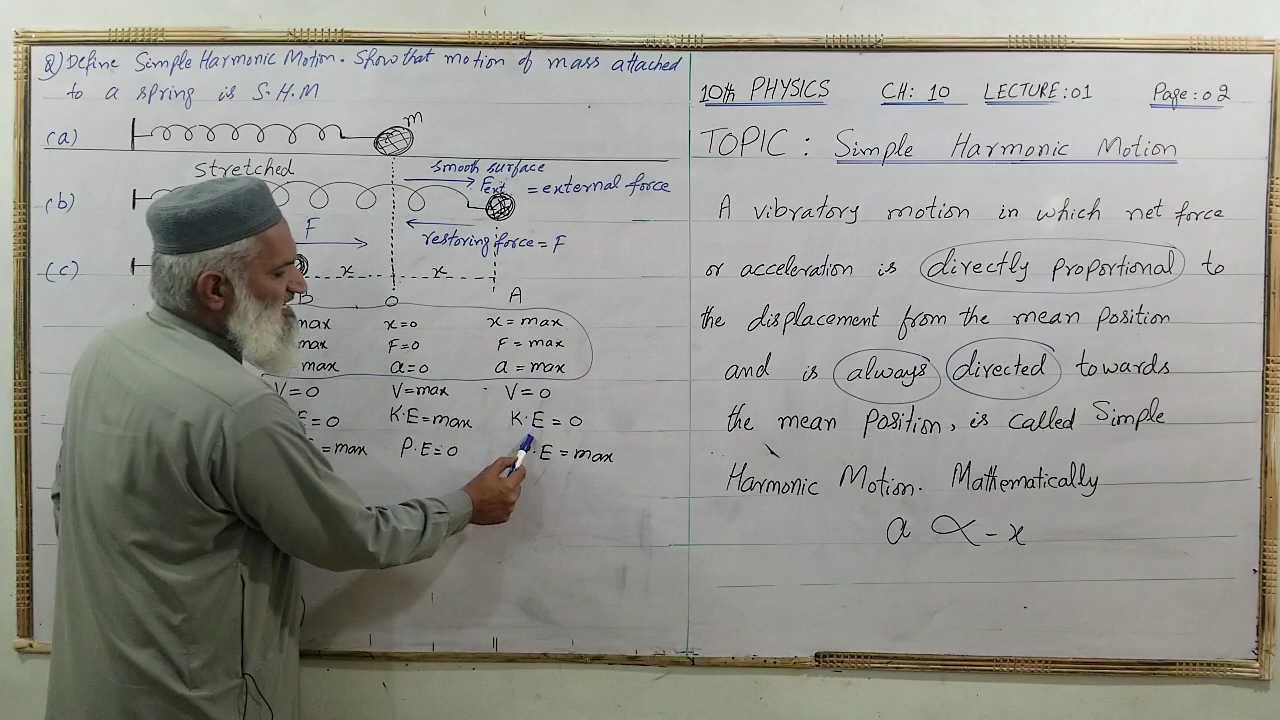 Q) Define Simple Harmonic Motion. Show that motion of mass attached
to a spring is S.H.M
(a)
m
stretched
smooth surface
(b)
Fext = external force
F
restoring force = F
(c)
x x
B O A
max x=0 x = max
max F=0 F = max
max a=0 a = max
V=0 V=max V=0
=0 K.E=max K.E = 0
=max P.E=0 .E = max
10th PHYSICS CH: 10 LECTURE:01 Page:02
TOPIC: Simple Harmonic Motion
A vibratory motion in which net force
or acceleration is directly proportional to
the displacement from the mean position
and is always directed towards
the mean position, is called Simple
Harmonic Motion. Mathematically
a ∝ -x